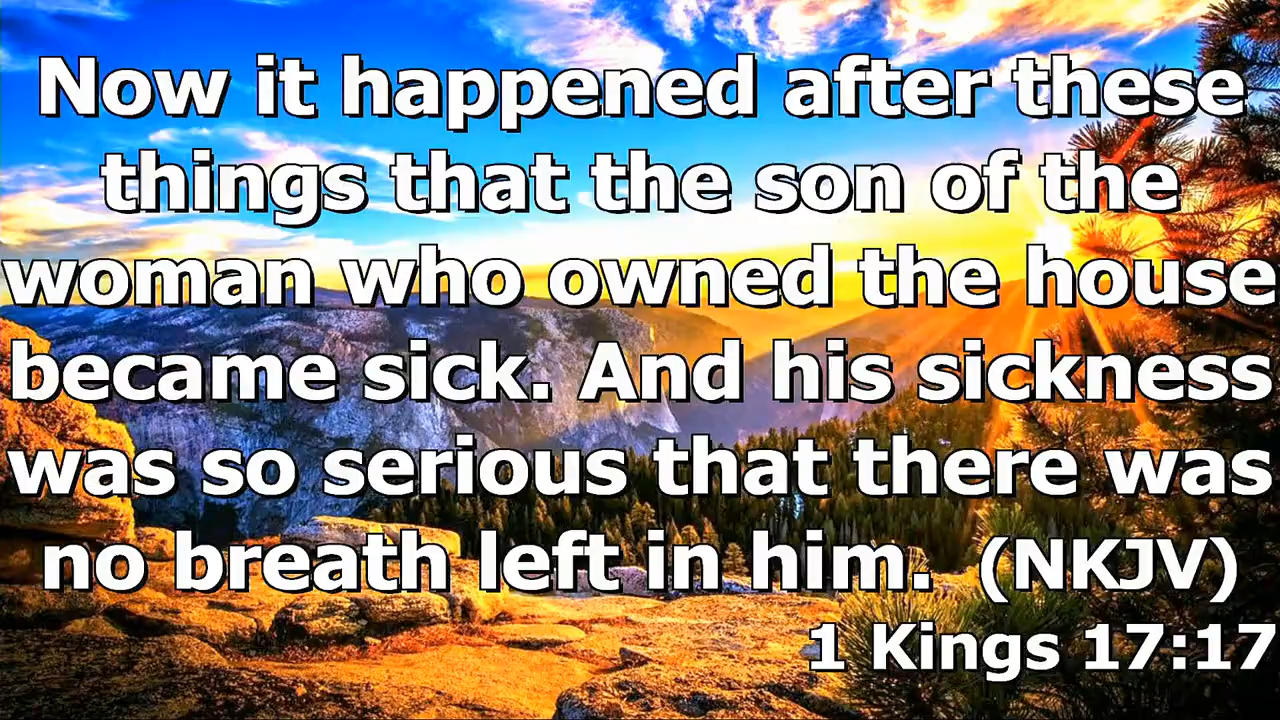 Now it happened after these
things that the son of the
woman who owned the house
became sick. And his sickness
was so serious that there was
no breath left in him.  (NKJV)
1 Kings 17:17